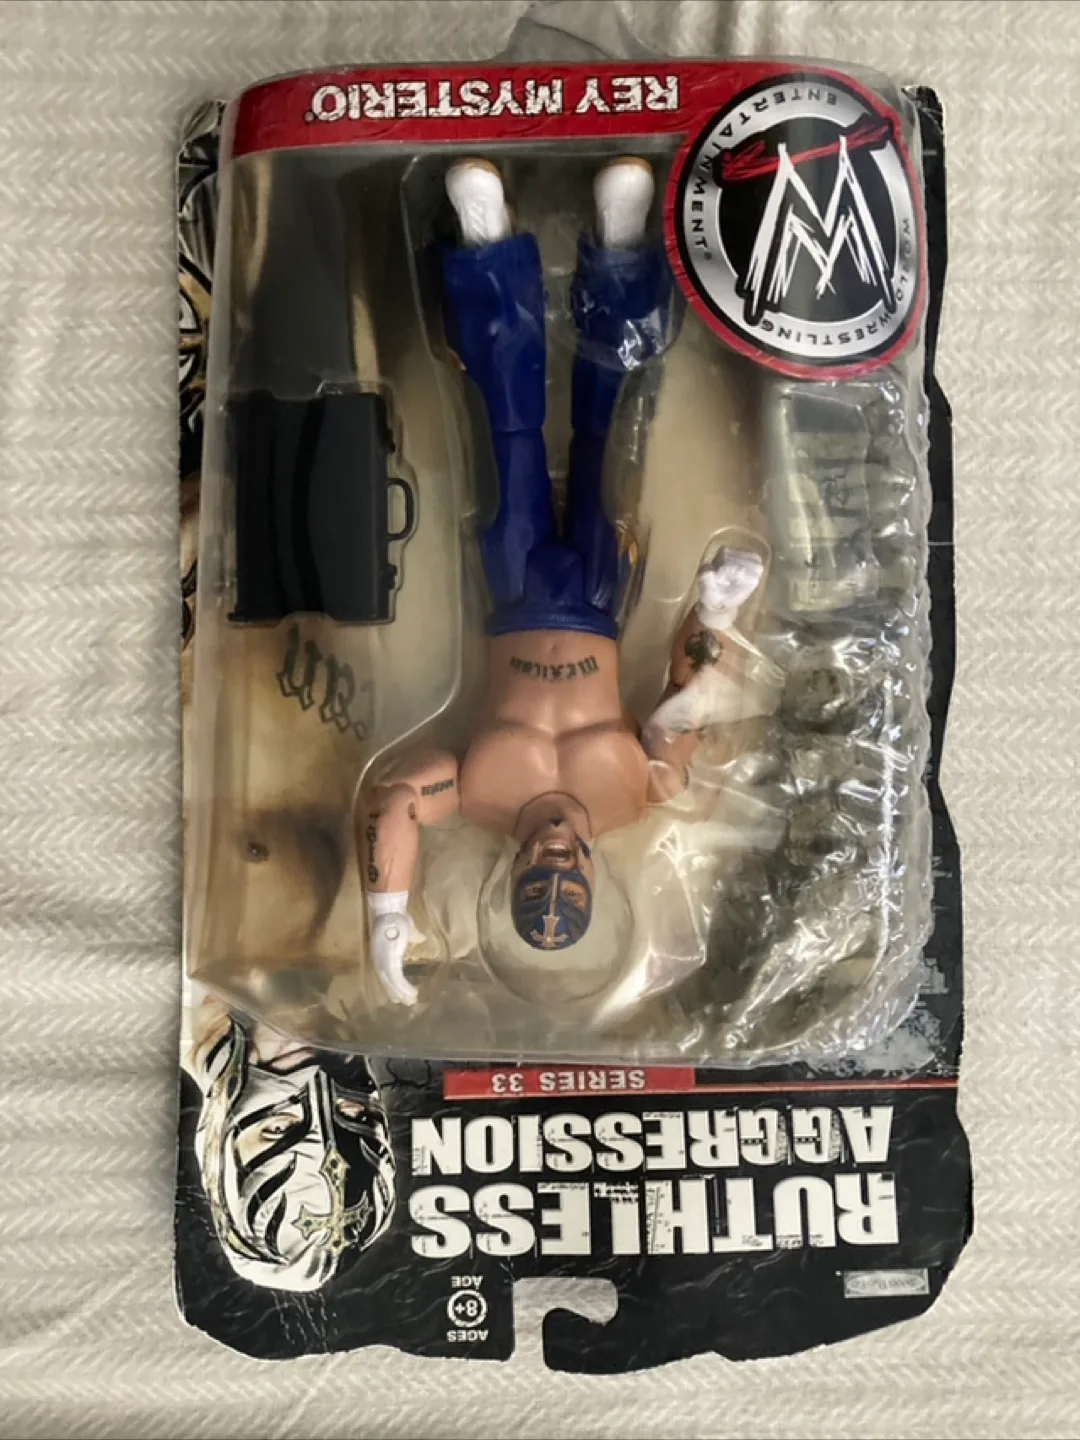 RUTHLESS
AGGRESSION
SERIES 33
AGES
8+
AGE
MEXICAN
WORLD WRESTLING ENTERTAINMENT®
W
REY MYSTERIO®